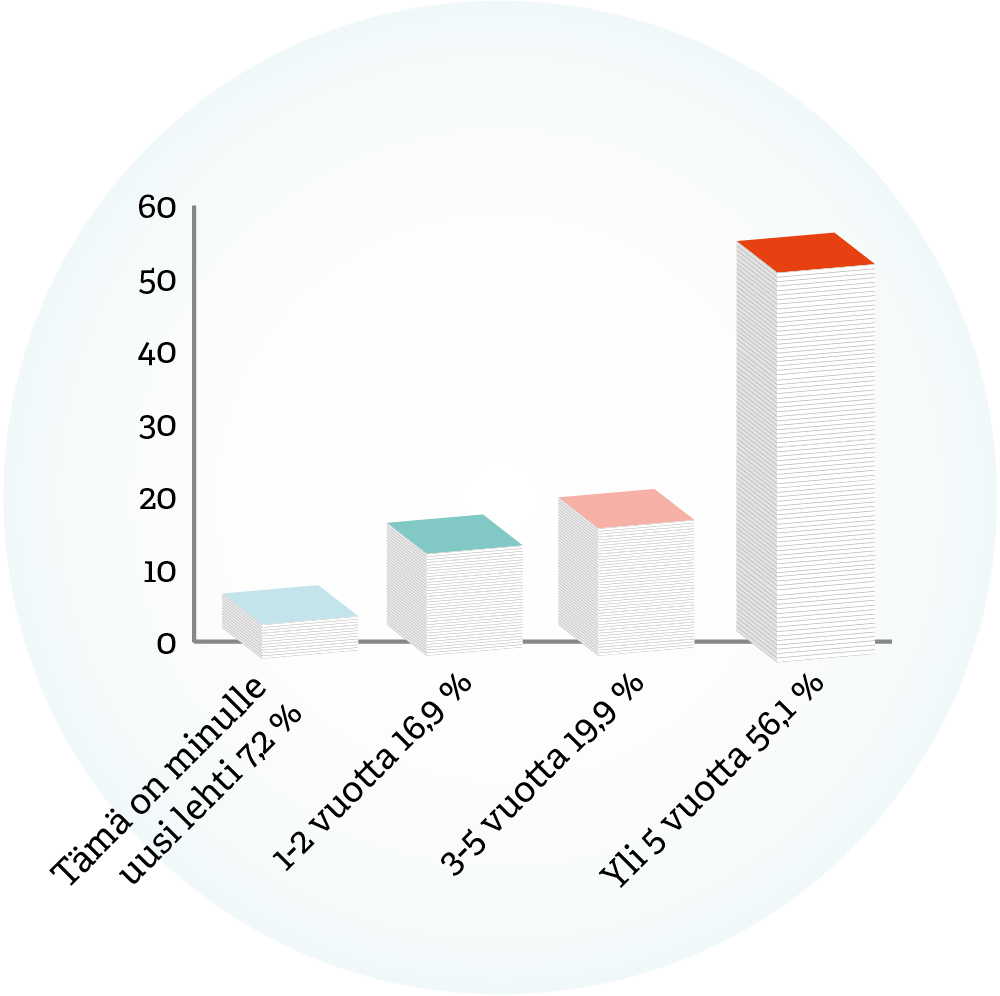 60
50
40
30
20
10
0
Tämä on minulle
uusi lehti 7,2 %
1-2 vuotta 16,9 %
3-5 vuotta 19,9 %
Yli 5 vuotta 56,1 %